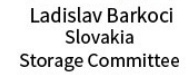 Ladislav Barkoci
Slovakia
Storage Committee